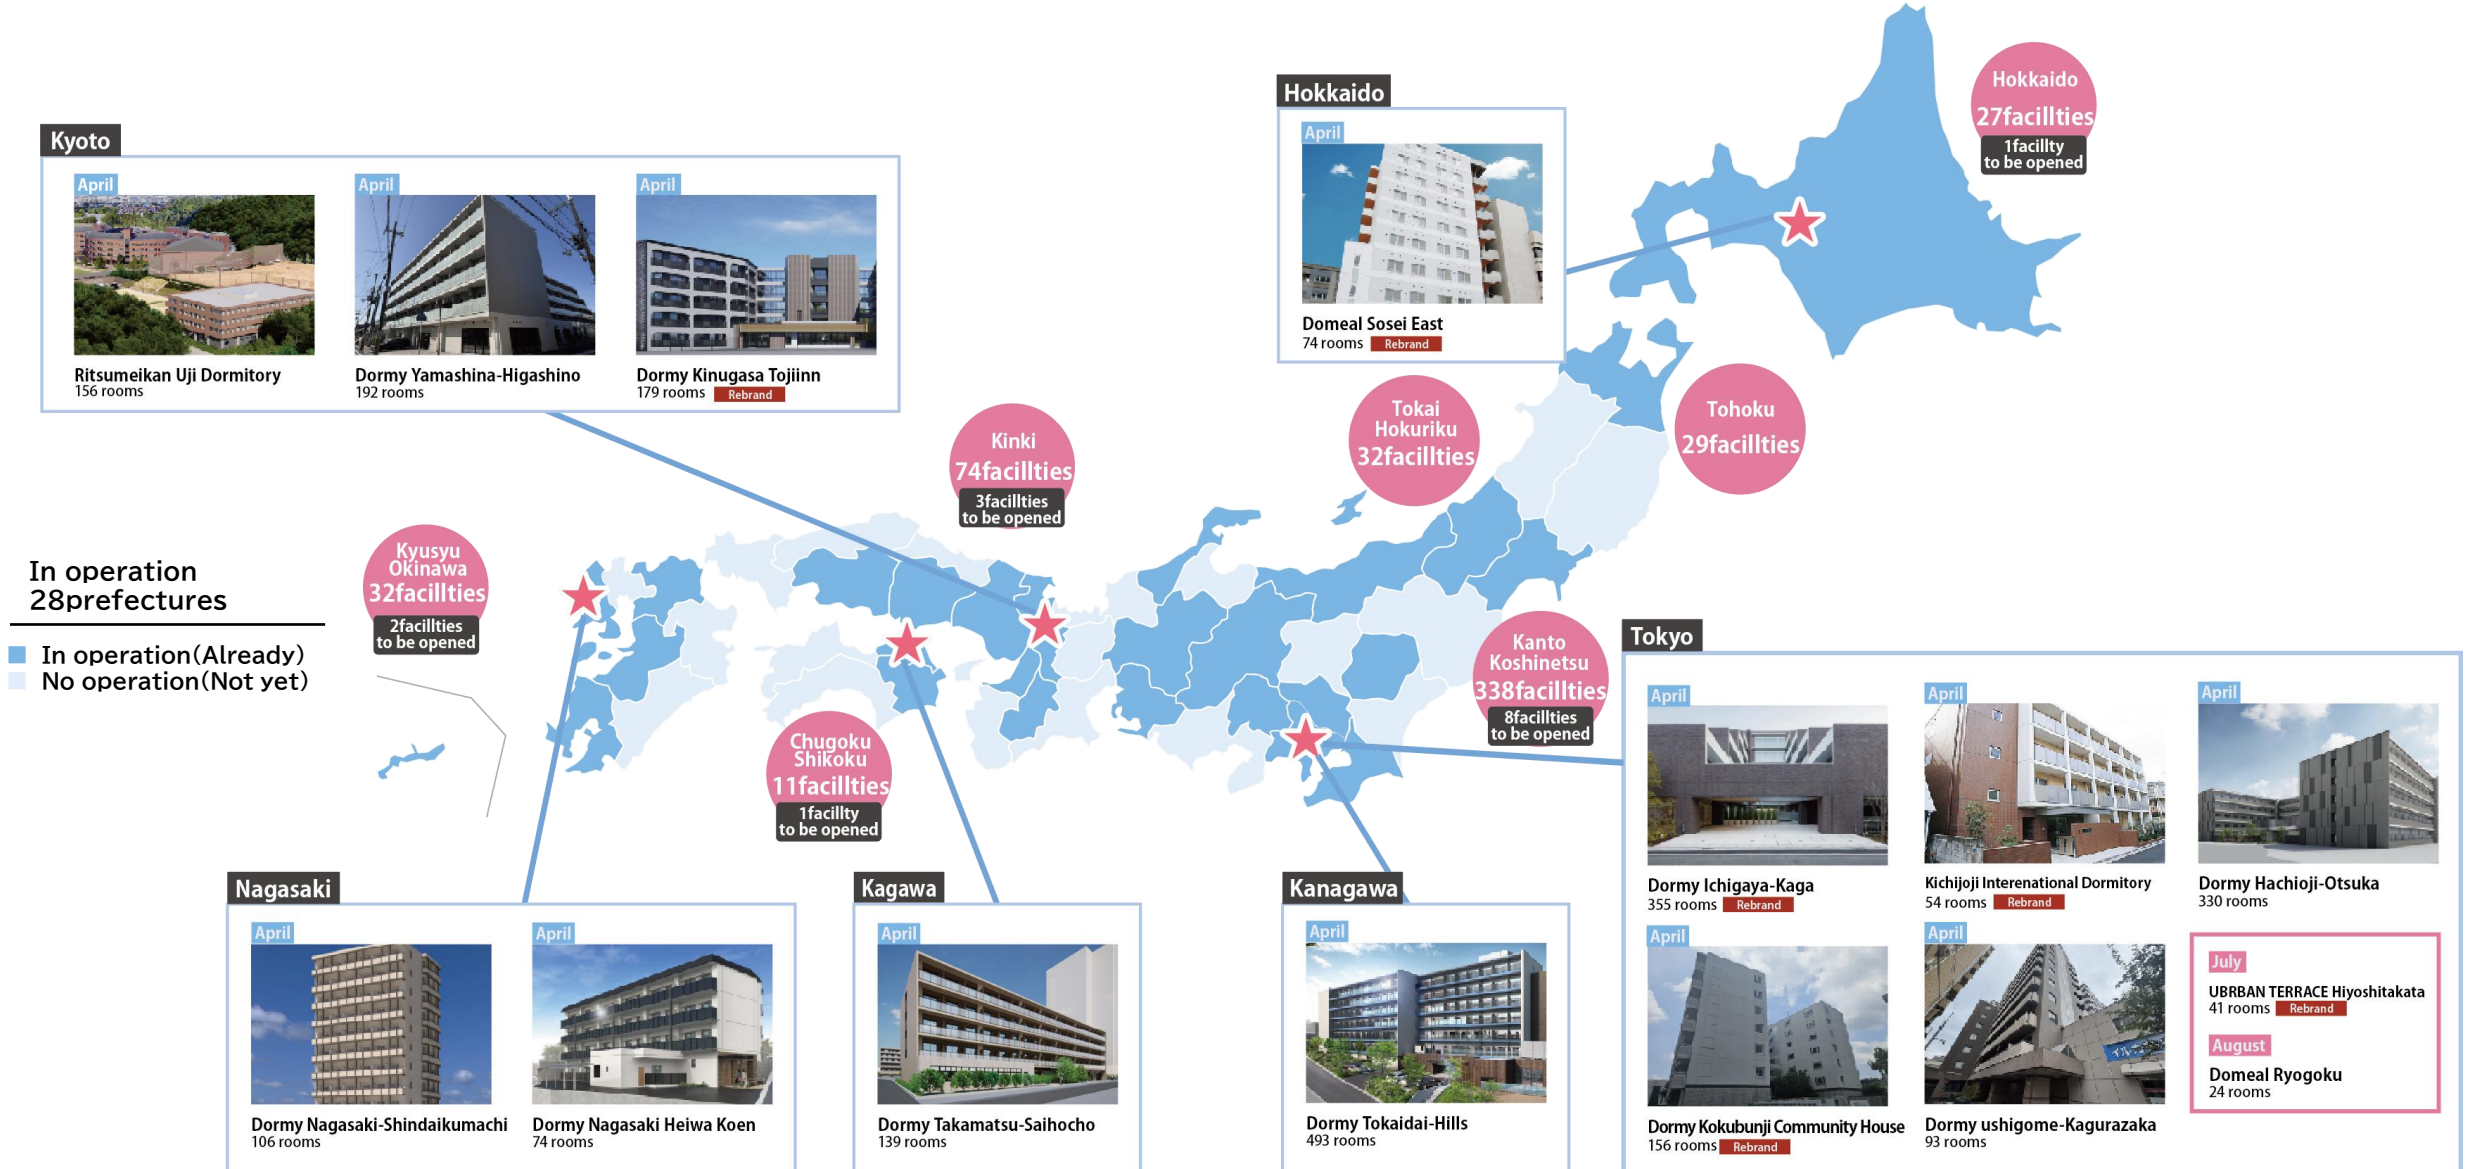 Kyoto
April
Ritsumeikan Uji Dormitory
156 rooms
April
Dormy Yamashina-Higashino
192 rooms
April
Dormy Kinugasa Tojiinn
179 rooms
Rebrand
Hokkaido
April
Domeal Sosei East
74 rooms
Rebrand
Hokkaido
27facillties
1facillty
to be opened
Tohoku
29facillties
Tokai
Hokuriku
32facillties
Kinki
74facillties
3facillties
to be opened
Kyusyu
Okinawa
32facillties
2facillties
to be opened
In operation
28prefectures
In operation(Already)
No operation(Not yet)
Chugoku
Shikoku
11facillties
1facillty
to be opened
Kanto
Koshinetsu
338facillties
8facillties
to be opened
Nagasaki
April
Dormy Nagasaki-Shindaikumachi
106 rooms
April
Dormy Nagasaki Heiwa Koen
74 rooms
Kagawa
April
Dormy Takamatsu-Saihocho
139 rooms
Kanagawa
April
Dormy Tokaidai-Hills
493 rooms
Tokyo
April
Dormy Ichigaya-Kaga
355 rooms
Rebrand
April
Kichijoji Interenational Dormitory
54 rooms
Rebrand
April
Dormy Hachioji-Otsuka
330 rooms
April
Dormy Kokubunji Community House
156 rooms
Rebrand
April
Dormy ushigome-Kagurazaka
93 rooms
July
UBRBAN TERRACE Hiyoshitakata
41 rooms
Rebrand
August
Domeal Ryogoku
24 rooms